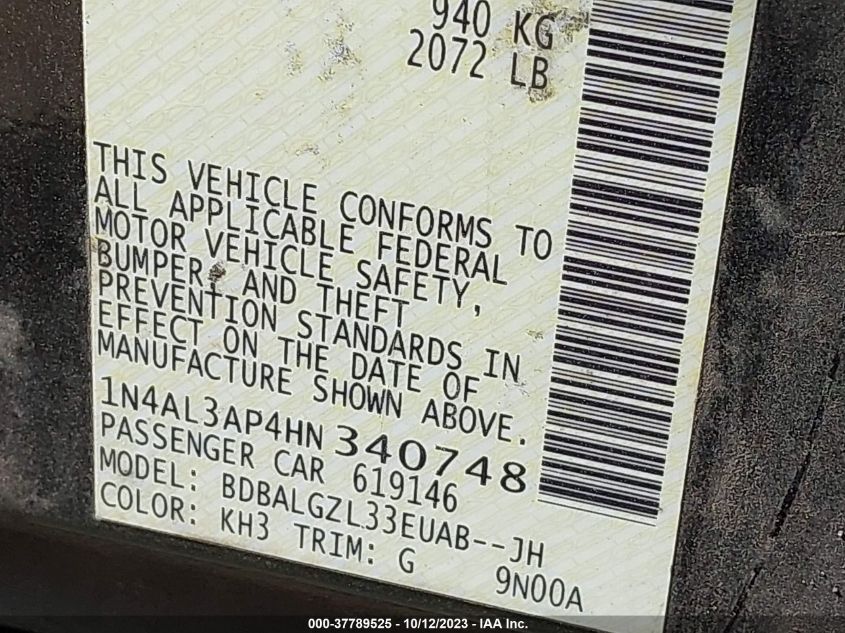 940 KG
2072 LB
THIS VEHICLE CONFORMS TO
ALL APPLICABLE FEDERAL
MOTOR VEHICLE SAFETY,
BUMPER, AND THEFT
PREVENTION STANDARDS IN
EFFECT ON THE DATE OF
MANUFACTURE SHOWN ABOVE.
1N4AL3AP4HN 340748
PASSENGER CAR 619146
MODEL: BDBALGZL33EUAB--JH
COLOR: KH3 TRIM: G 9N00A
000-37789525 - 10/12/2023 - IAA Inc.